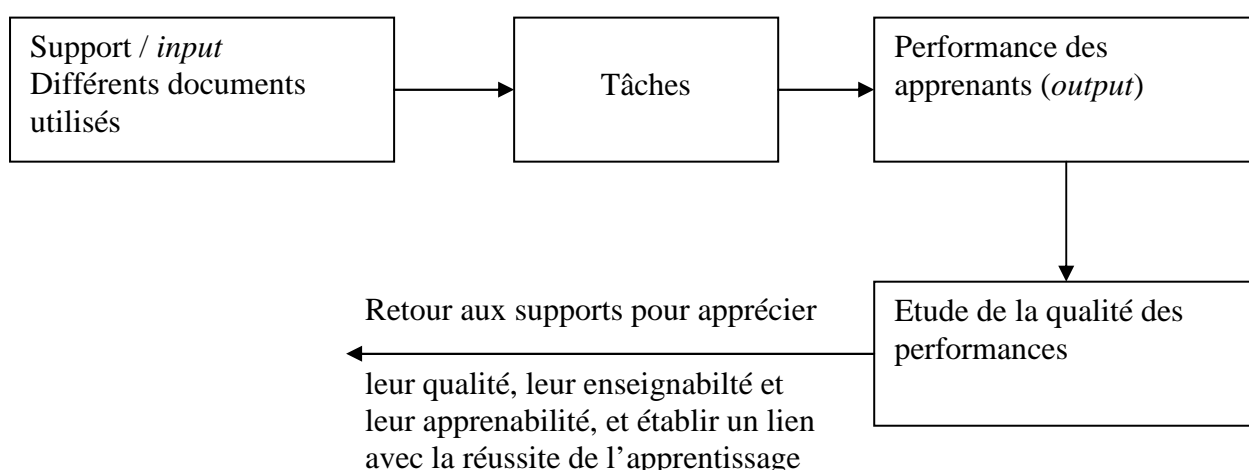 Support / input
Différents documents
utilisés
Tâches
Performance des
apprenants (output)
Etude de la qualité des
performances
Retour aux supports pour apprécier
leur qualité, leur enseignabilté et
leur apprenabilité, et établir un lien
avec la réussite de l’apprentissage